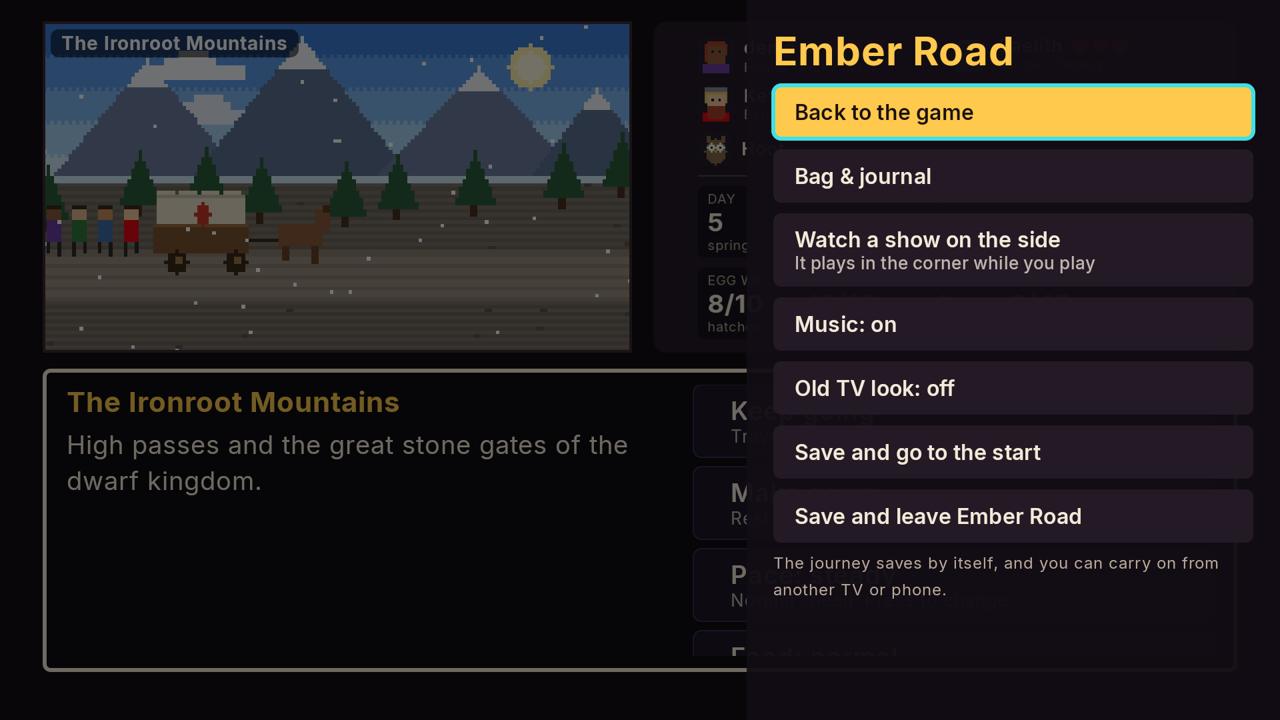 The Ironroot Mountains
DAY
5
spring
8/10
The Ironroot Mountains
High passes and the great stone gates of the
dwarf kingdom.
Ember Road
Back to the game
Bag & journal
Watch a show on the side
It plays in the corner while you play
Music: on
Old TV look: off
Save and go to the start
Save and leave Ember Road
The journey saves by itself, and you can carry on from
another TV or phone.